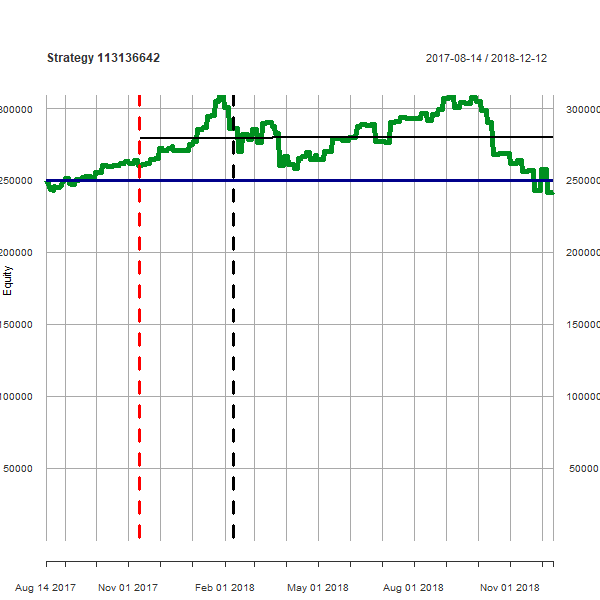 Strategy 113136642
2017-08-14 / 2018-12-12
300000
300000
250000
250000
200000
200000
Equity
150000
150000
100000
100000
50000
50000
Aug 14 2017
Nov 01 2017
Feb 01 2018
May 01 2018
Aug 01 2018
Nov 01 2018